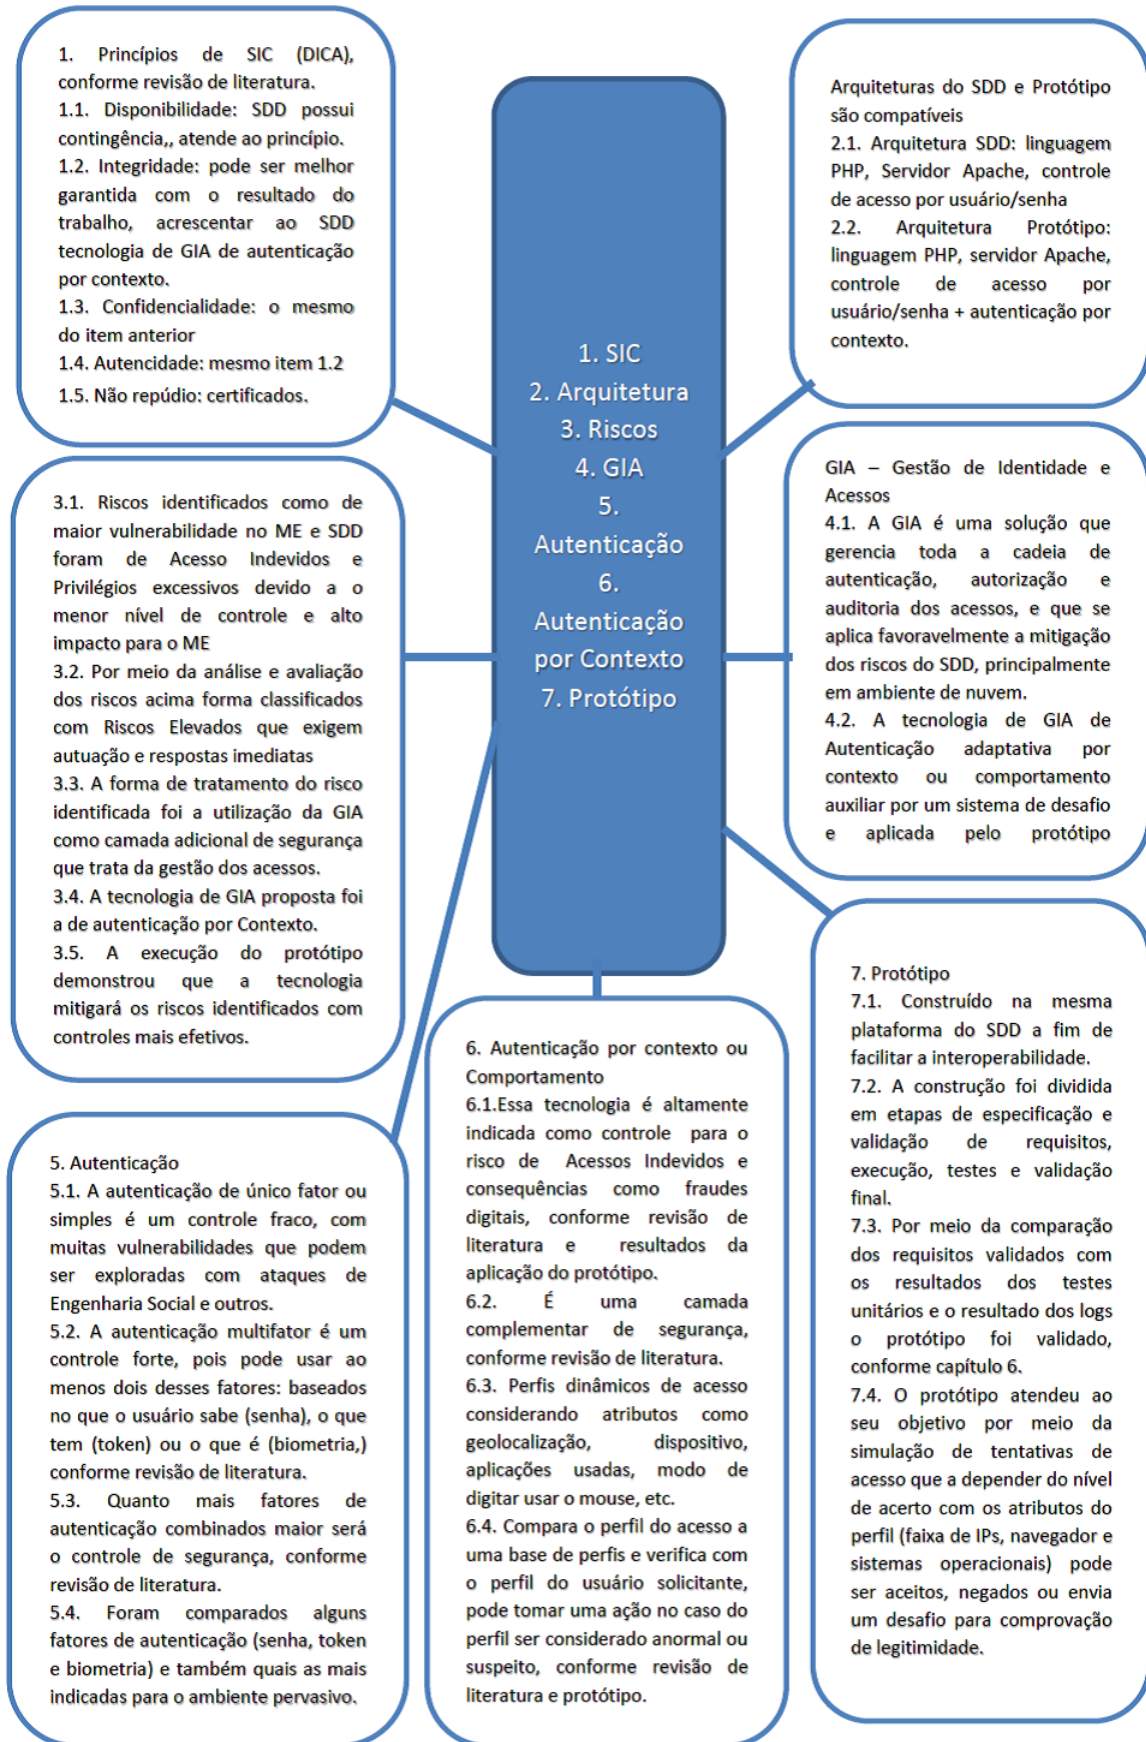 1. Princípios de SIC (DICA),
conforme revisão de literatura.
1.1. Disponibilidade: SDD possui
contingência,, atende ao princípio.
1.2. Integridade: pode ser melhor
garantida com o resultado do
trabalho, acrescentar ao SDD
tecnologia de GIA de autenticação
por contexto.
1.3. Confidencialidade: o mesmo
do item anterior
1.4. Autencidade: mesmo item 1.2
1.5. Não repúdio: certificados.
Arquiteturas do SDD e Protótipo
são compatíveis
2.1. Arquitetura SDD: linguagem
PHP, Servidor Apache, controle
de acesso por usuário/senha
2.2. Arquitetura Protótipo:
linguagem PHP, servidor Apache,
controle de acesso por
usuário/senha + autenticação por
contexto.
1. SIC
2. Arquitetura
3. Riscos
4. GIA
5.
Autenticação
6.
Autenticação
por Contexto
7. Protótipo
3.1. Riscos identificados como de
maior vulnerabilidade no ME e SDD
foram de Acesso Indevidos e
Privilégios excessivos devido a o
menor nível de controle e alto
impacto para o ME
3.2. Por meio da análise e avaliação
dos riscos acima forma classificados
com Riscos Elevados que exigem
autuação e respostas imediatas
3.3. A forma de tratamento do risco
identificada foi a utilização da GIA
como camada adicional de segurança
que trata da gestão dos acessos.
3.4. A tecnologia de GIA proposta foi
a de autenticação por Contexto.
3.5. A execução do protótipo
demonstrou que a tecnologia
mitigará os riscos identificados com
controles mais efetivos.
GIA – Gestão de Identidade e
Acessos
4.1. A GIA é uma solução que
gerencia toda a cadeia de
autenticação, autorização e
auditoria dos acessos, e que se
aplica favoravelmente a mitigação
dos riscos do SDD, principalmente
em ambiente de nuvem.
4.2. A tecnologia de GIA de
Autenticação adaptativa por
contexto ou comportamento
auxiliar por um sistema de desafio
e aplicada pelo protótipo
5. Autenticação
5.1. A autenticação de único fator ou
simples é um controle fraco, com
muitas vulnerabilidades que podem
ser exploradas com ataques de
Engenharia Social e outros.
5.2. A autenticação multifator é um
controle forte, pois pode usar ao
menos dois desses fatores: baseados
no que o usuário sabe (senha), o que
tem (token) ou o que é (biometria,)
conforme revisão de literatura.
5.3. Quanto mais fatores de
autenticação combinados maior será
o controle de segurança, conforme
revisão de literatura.
5.4. Foram comparados alguns
fatores de autenticação (senha, token
e biometria) e também quais as mais
indicadas para o ambiente pervasivo.
6. Autenticação por contexto ou
Comportamento
6.1.Essa tecnologia é altamente
indicada como controle para o
risco de Acessos Indevidos e
consequências como fraudes
digitais, conforme revisão de
literatura e resultados da
aplicação do protótipo.
6.2. É uma camada
complementar de segurança,
conforme revisão de literatura.
6.3. Perfis dinâmicos de acesso
considerando atributos como
geolocalização, dispositivo,
aplicações usadas, modo de
digitar usar o mouse, etc.
6.4. Compara o perfil do acesso a
uma base de perfis e verifica com
o perfil do usuário solicitante,
pode tomar uma ação no caso do
perfil ser considerado anormal ou
suspeito, conforme revisão de
literatura e protótipo.
7. Protótipo
7.1. Construído na mesma
plataforma do SDD a fim de
facilitar a interoperabilidade.
7.2. A construção foi dividida
em etapas de especificação e
validação de requisitos,
execução, testes e validação
final.
7.3. Por meio da comparação
dos requisitos validados com
os resultados dos testes
unitários e o resultado dos logs
o protótipo foi validado,
conforme capítulo 6.
7.4. O protótipo atendeu ao
seu objetivo por meio da
simulação de tentativas de
acesso que a depender do nível
de acerto com os atributos do
perfil (faixa de IPs, navegador e
sistemas operacionais) pode
ser aceitos, negados ou envia
um desafio para comprovação
de legitimidade.